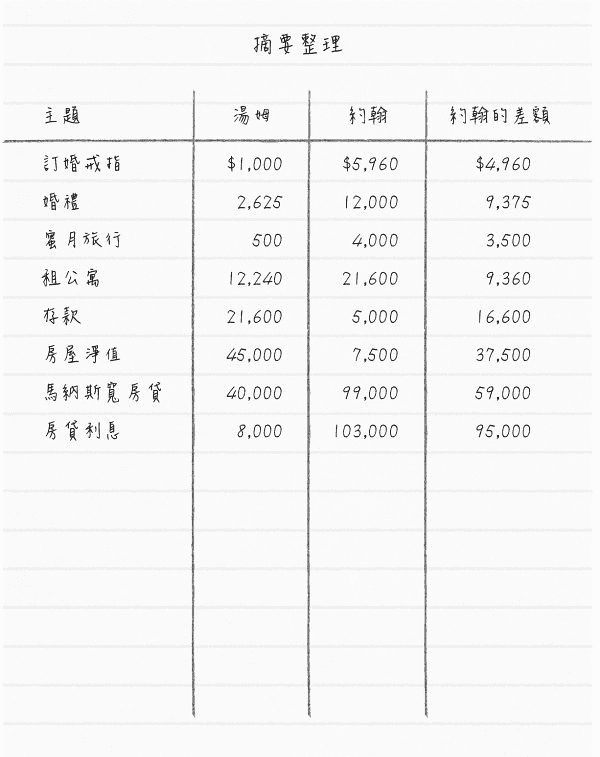 摘要整理
主題 湯姆 約翰 約翰的差額
訂婚戒指 $1,000 $5,960 $4,960
婚禮 2,625 12,000 9,375
蜜月旅行 500 4,000 3,500
租公寓 12,240 21,600 9,360
存款 21,600 5,000 16,600
房屋淨值 45,000 7,500 37,500
馬納斯寬房貸 40,000 99,000 59,000
房貸利息 8,000 103,000 95,000